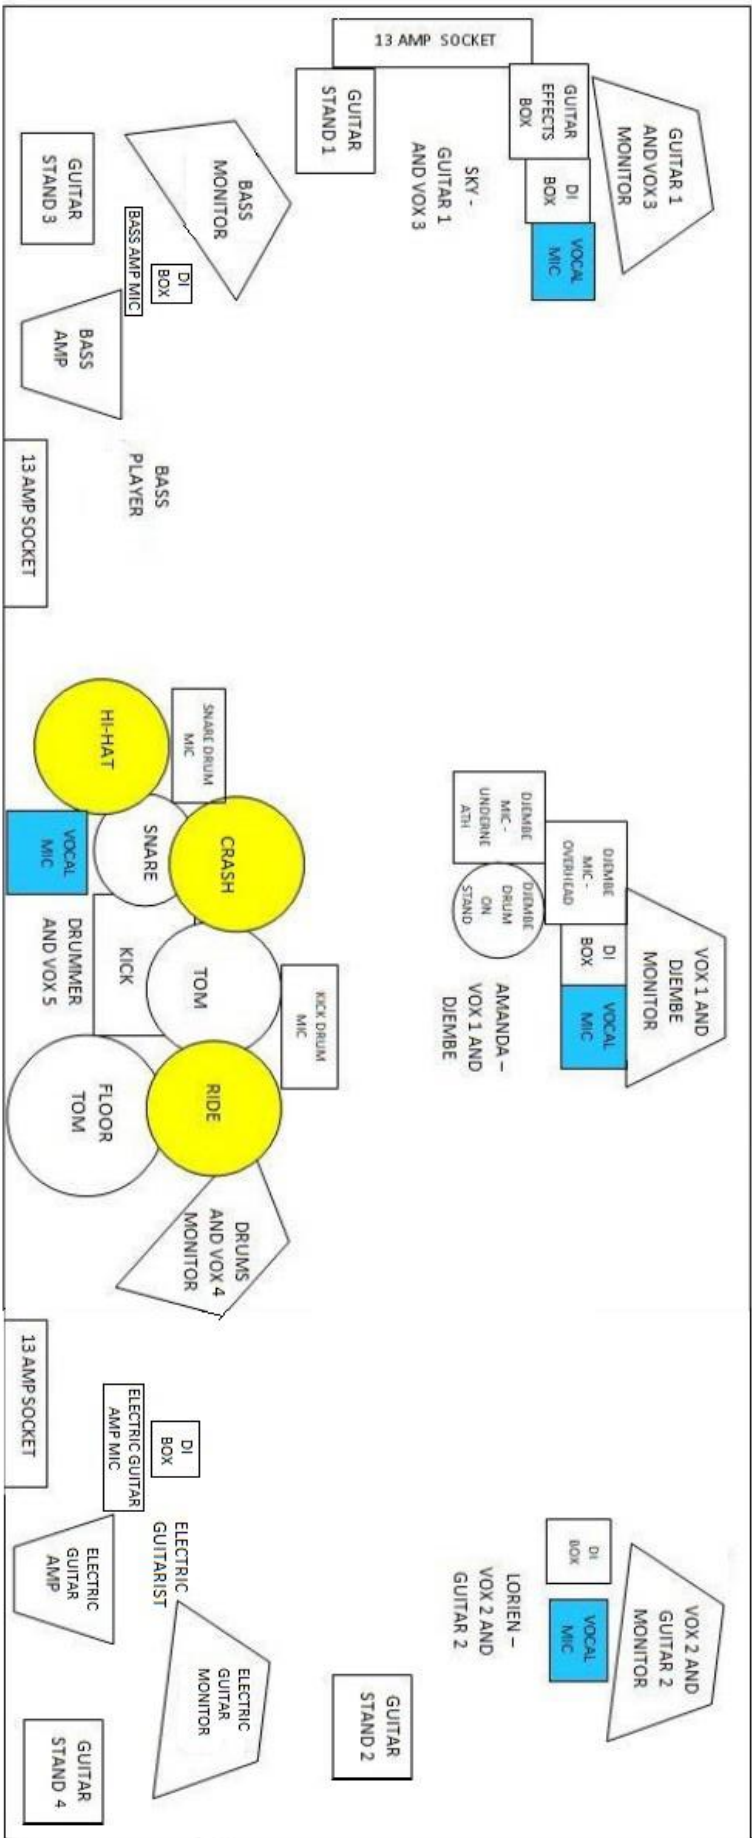 GUITAR 1
AND VOX 3
MONITOR
VOX 1 AND
DJEMBE
MONITOR
VOX 2 AND
GUITAR 2
MONITOR
GUITAR
EFFECTS
BOX
DI
BOX
VOCAL
MIC
DJEMBE
MIC -
OVERHEAD
DI
BOX
VOCAL
MIC
DI
BOX
VOCAL
MIC
13 AMP SOCKET
SKY -
GUITAR 1
AND VOX 3
DJEMBE
MIC -
UNDERNE
ATH
DJEMBE
DRUM
ON
STAND
AMANDA –
VOX 1 AND
DJEMBE
LORIEN –
VOX 2 AND
GUITAR 2
GUITAR
STAND 1
GUITAR
STAND 2
BASS
MONITOR
SNARE DRUM
MIC
CRASH
KICK DRUM
MIC
TOM
RIDE
DRUMS
AND VOX 4
MONITOR
ELECTRIC
GUITAR
MONITOR
DI
BOX
BASS AMP MIC
BASS
PLAYER
HI-HAT
SNARE
KICK
FLOOR
TOM
DI
BOX
ELECTRIC GUITAR
AMP MIC
ELECTRIC
GUITARIST
GUITAR
STAND 3
BASS
AMP
VOCAL
MIC
DRUMMER
AND VOX 5
ELECTRIC
GUITAR
AMP
GUITAR
STAND 4
13 AMP SOCKET
13 AMP SOCKET